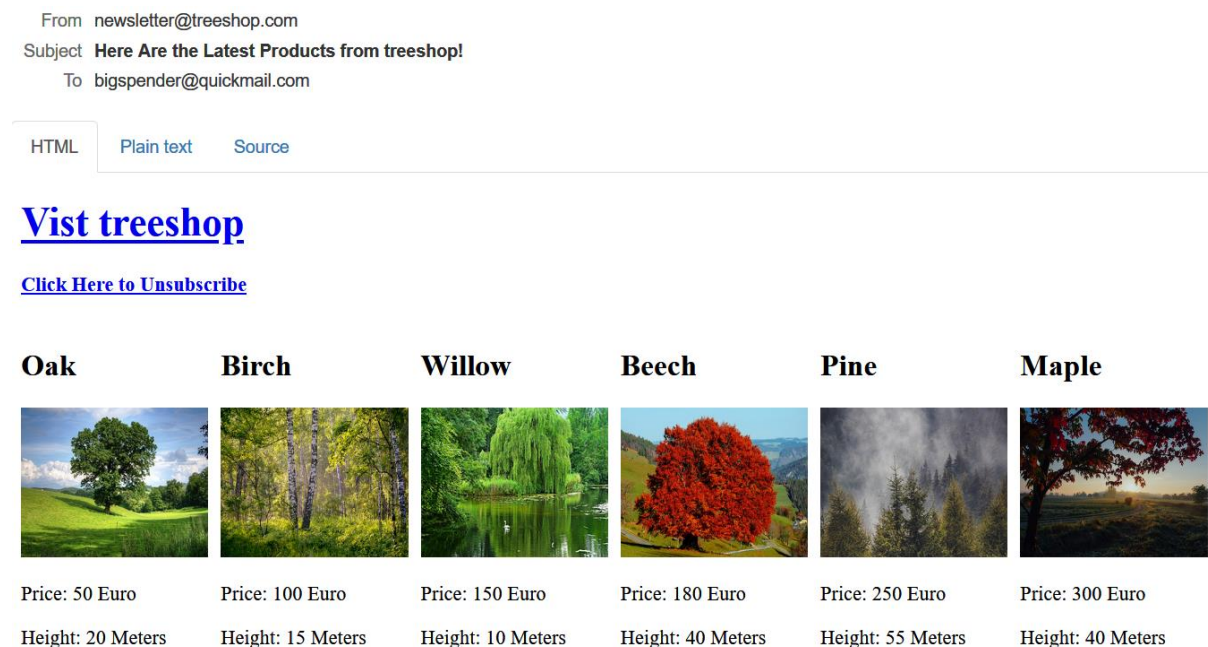 From newsletter@treeshop.com
Subject Here Are the Latest Products from treeshop!
To bigspender@quickmail.com
HTML Plain text Source
Vist treeshop
Click Here to Unsubscribe
Oak Birch Willow Beech Pine Maple
Price: 50 Euro Price: 100 Euro Price: 150 Euro Price: 180 Euro Price: 250 Euro Price: 300 Euro
Height: 20 Meters Height: 15 Meters Height: 10 Meters Height: 40 Meters Height: 55 Meters Height: 40 Meters